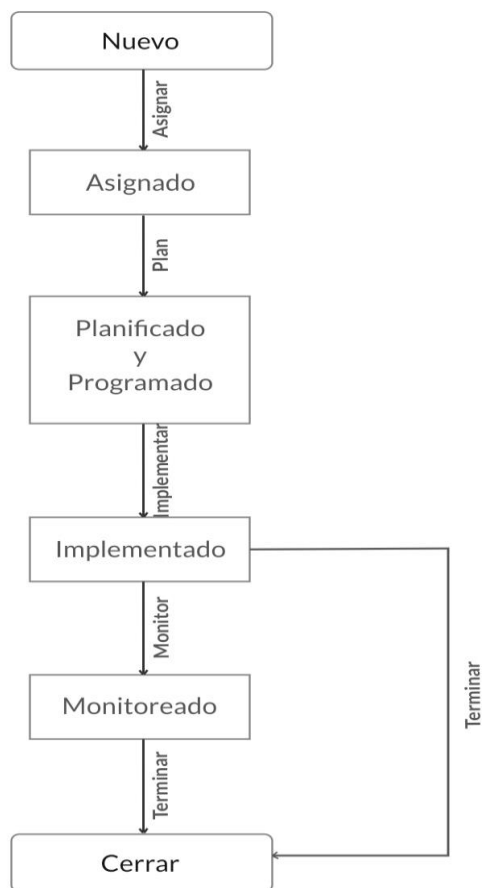 Nuevo
Asignar
Asignado
Plan
Planificado
y
Programado
Implementar
Implementado
Monitor
Monitoreado
Terminar
Terminar
Cerrar